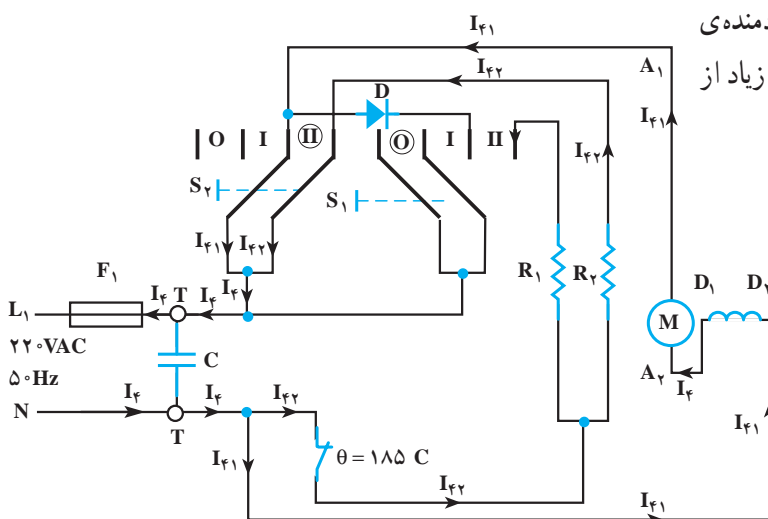 دمنده‌ی
زیاد از
I۴۱
A۱
I۴۲
D
O I II O I II
I۴۱
I۴۲
S۲
S۱
I۴۱ I۴۲
R۱ R۲
F۱
I۴ T I۴ I۴
L۱
D۱
M
۲۲۰VAC
۵۰Hz
C
A۲ I۴
N I۴ I۴ I۴۲
T
I۴۱
I۴۱
θ = ۱۸۵ C
I۴۲
I۴۱